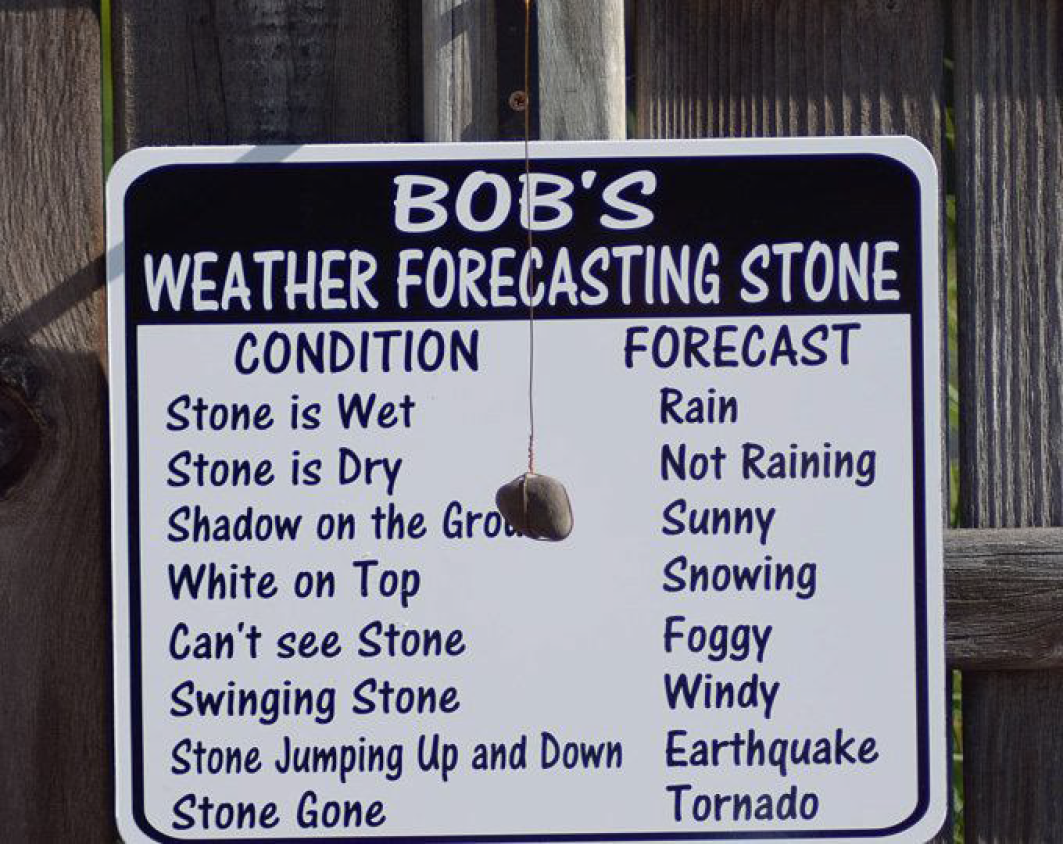 BOB'S
WEATHER FORECASTING STONE
CONDITION FORECAST
Stone is Wet Rain
Stone is Dry Not Raining
Shadow on the Sunny
White on Top Snowing
Can't see Stone Foggy
Swinging Stone Windy
Stone Jumping Up and Down Earthquake
Stone Gone Tornado